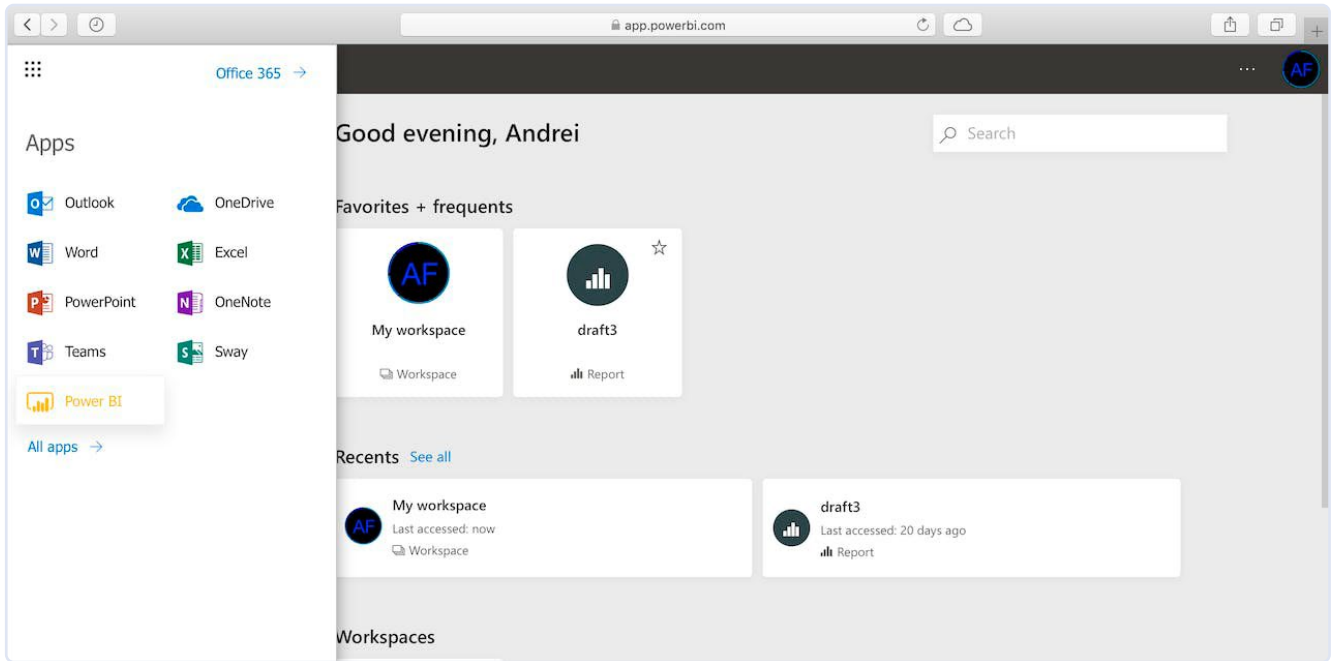 app.powerbi.com
Office 365 →
AF
Apps
Outlook
OneDrive
Word
Excel
PowerPoint
OneNote
Teams
Sway
Power BI
All apps →
Good evening, Andrei
Search
Favorites + frequents
AF
My workspace
Workspace
draft3
Report
Recents See all
AF
My workspace
Last accessed: now
Workspace
draft3
Last accessed: 20 days ago
Report
Workspaces